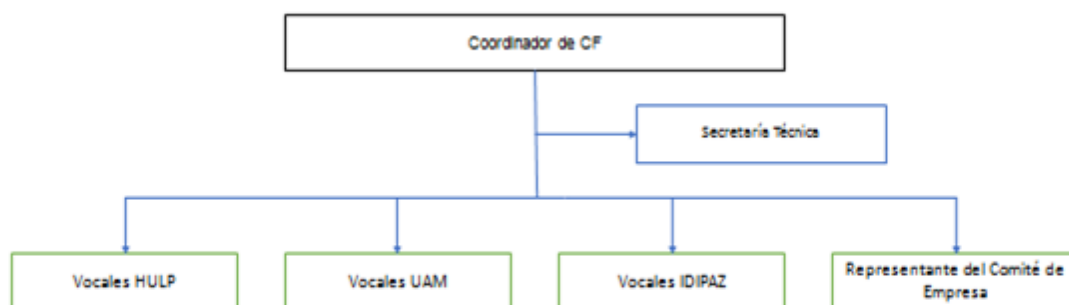 Coordinador de CF
Secretaría Técnica
Vocales HULP
Vocales UAM
Vocales IDIPAZ
Representante del Comité de
Empresa